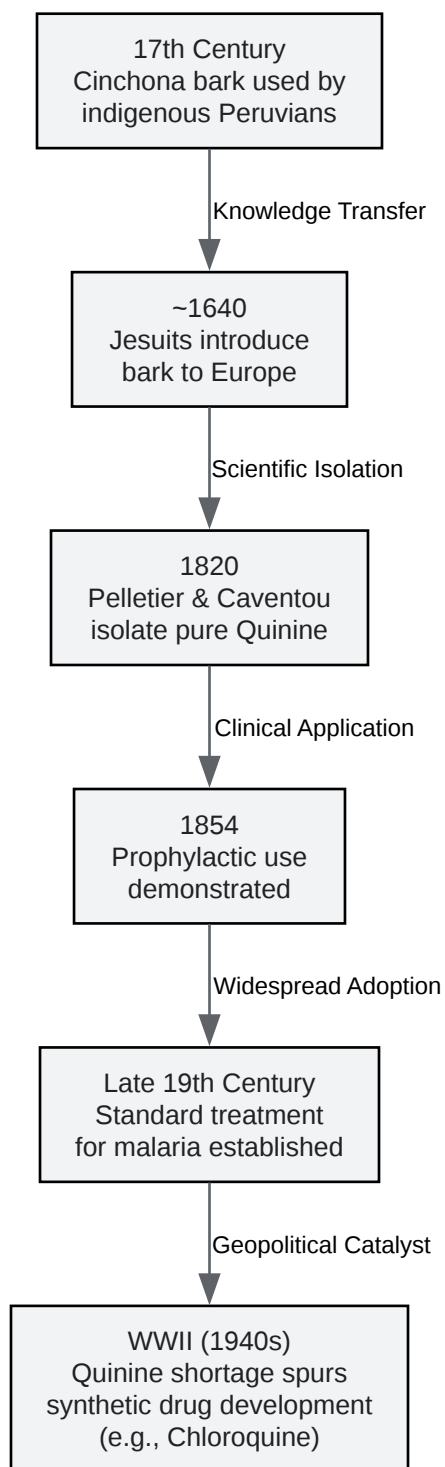 17th Century
Cinchona bark used by
indigenous Peruvians
Knowledge Transfer
~1640
Jesuits introduce
bark to Europe
Scientific Isolation
1820
Pelletier & Caventou
isolate pure Quinine
Clinical Application
1854
Prophylactic use
demonstrated
Widespread Adoption
Late 19th Century
Standard treatment
for malaria established
Geopolitical Catalyst
WWII (1940s)
Quinine shortage spurs
synthetic drug development
(e.g., Chloroquine)